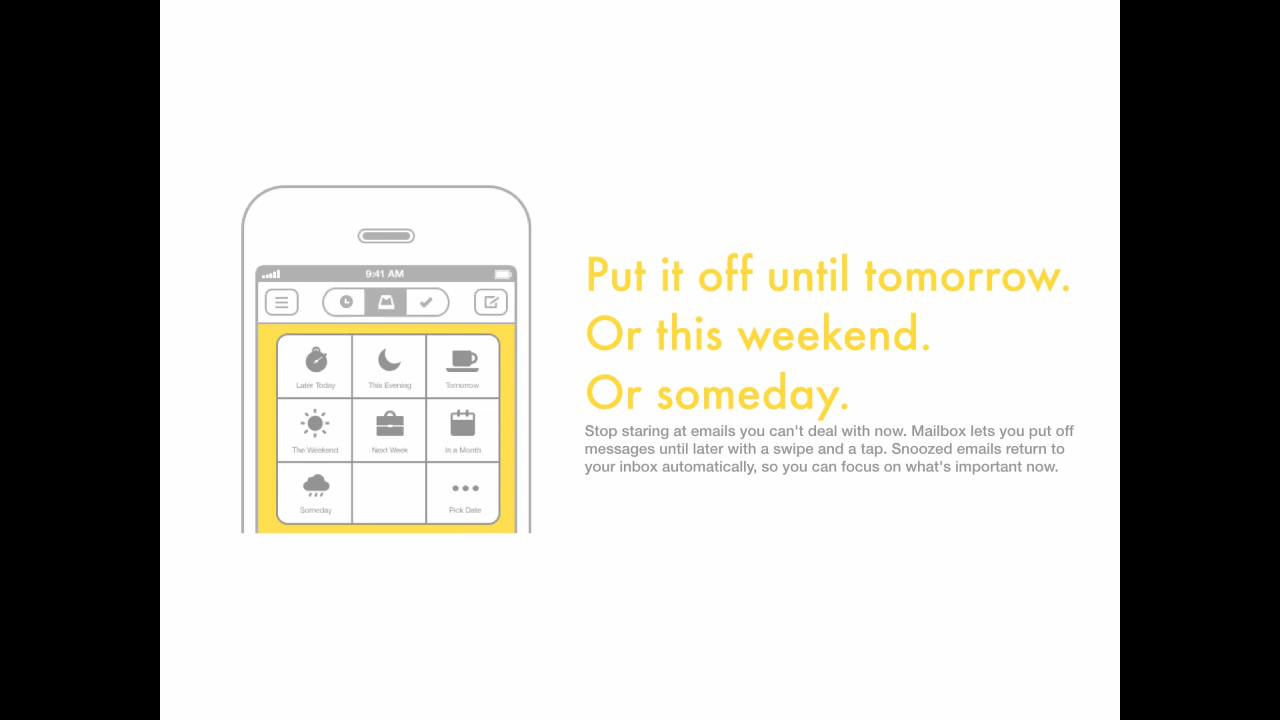 9:41 AM
Later Today
This Evening
Tomorrow
The Weekend
Next Week
In a Month
Someday
Pick Date
Put it off until tomorrow.
Or this weekend.
Or someday.
Stop staring at emails you can't deal with now. Mailbox lets you put off
messages until later with a swipe and a tap. Snoozed emails return to
your inbox automatically, so you can focus on what's important now.